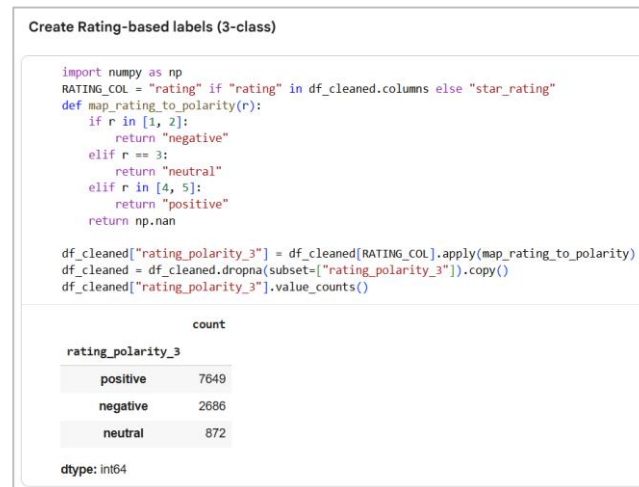 Create Rating-based labels (3-class)
import numpy as np
RATING_COL = "rating" if "rating" in df_cleaned.columns else "star_rating"
def map_rating_to_polarity(r):
    if r in [1, 2]:
        return "negative"
    elif r == 3:
        return "neutral"
    elif r in [4, 5]:
        return "positive"
    return np.nan
df_cleaned["rating_polarity_3"] = df_cleaned[RATING_COL].apply(map_rating_to_polarity)
df_cleaned = df_cleaned.dropna(subset=["rating_polarity_3"]).copy()
df_cleaned["rating_polarity_3"].value_counts()
count
rating_polarity_3
positive 7649
negative 2686
neutral 872
dtype: int64